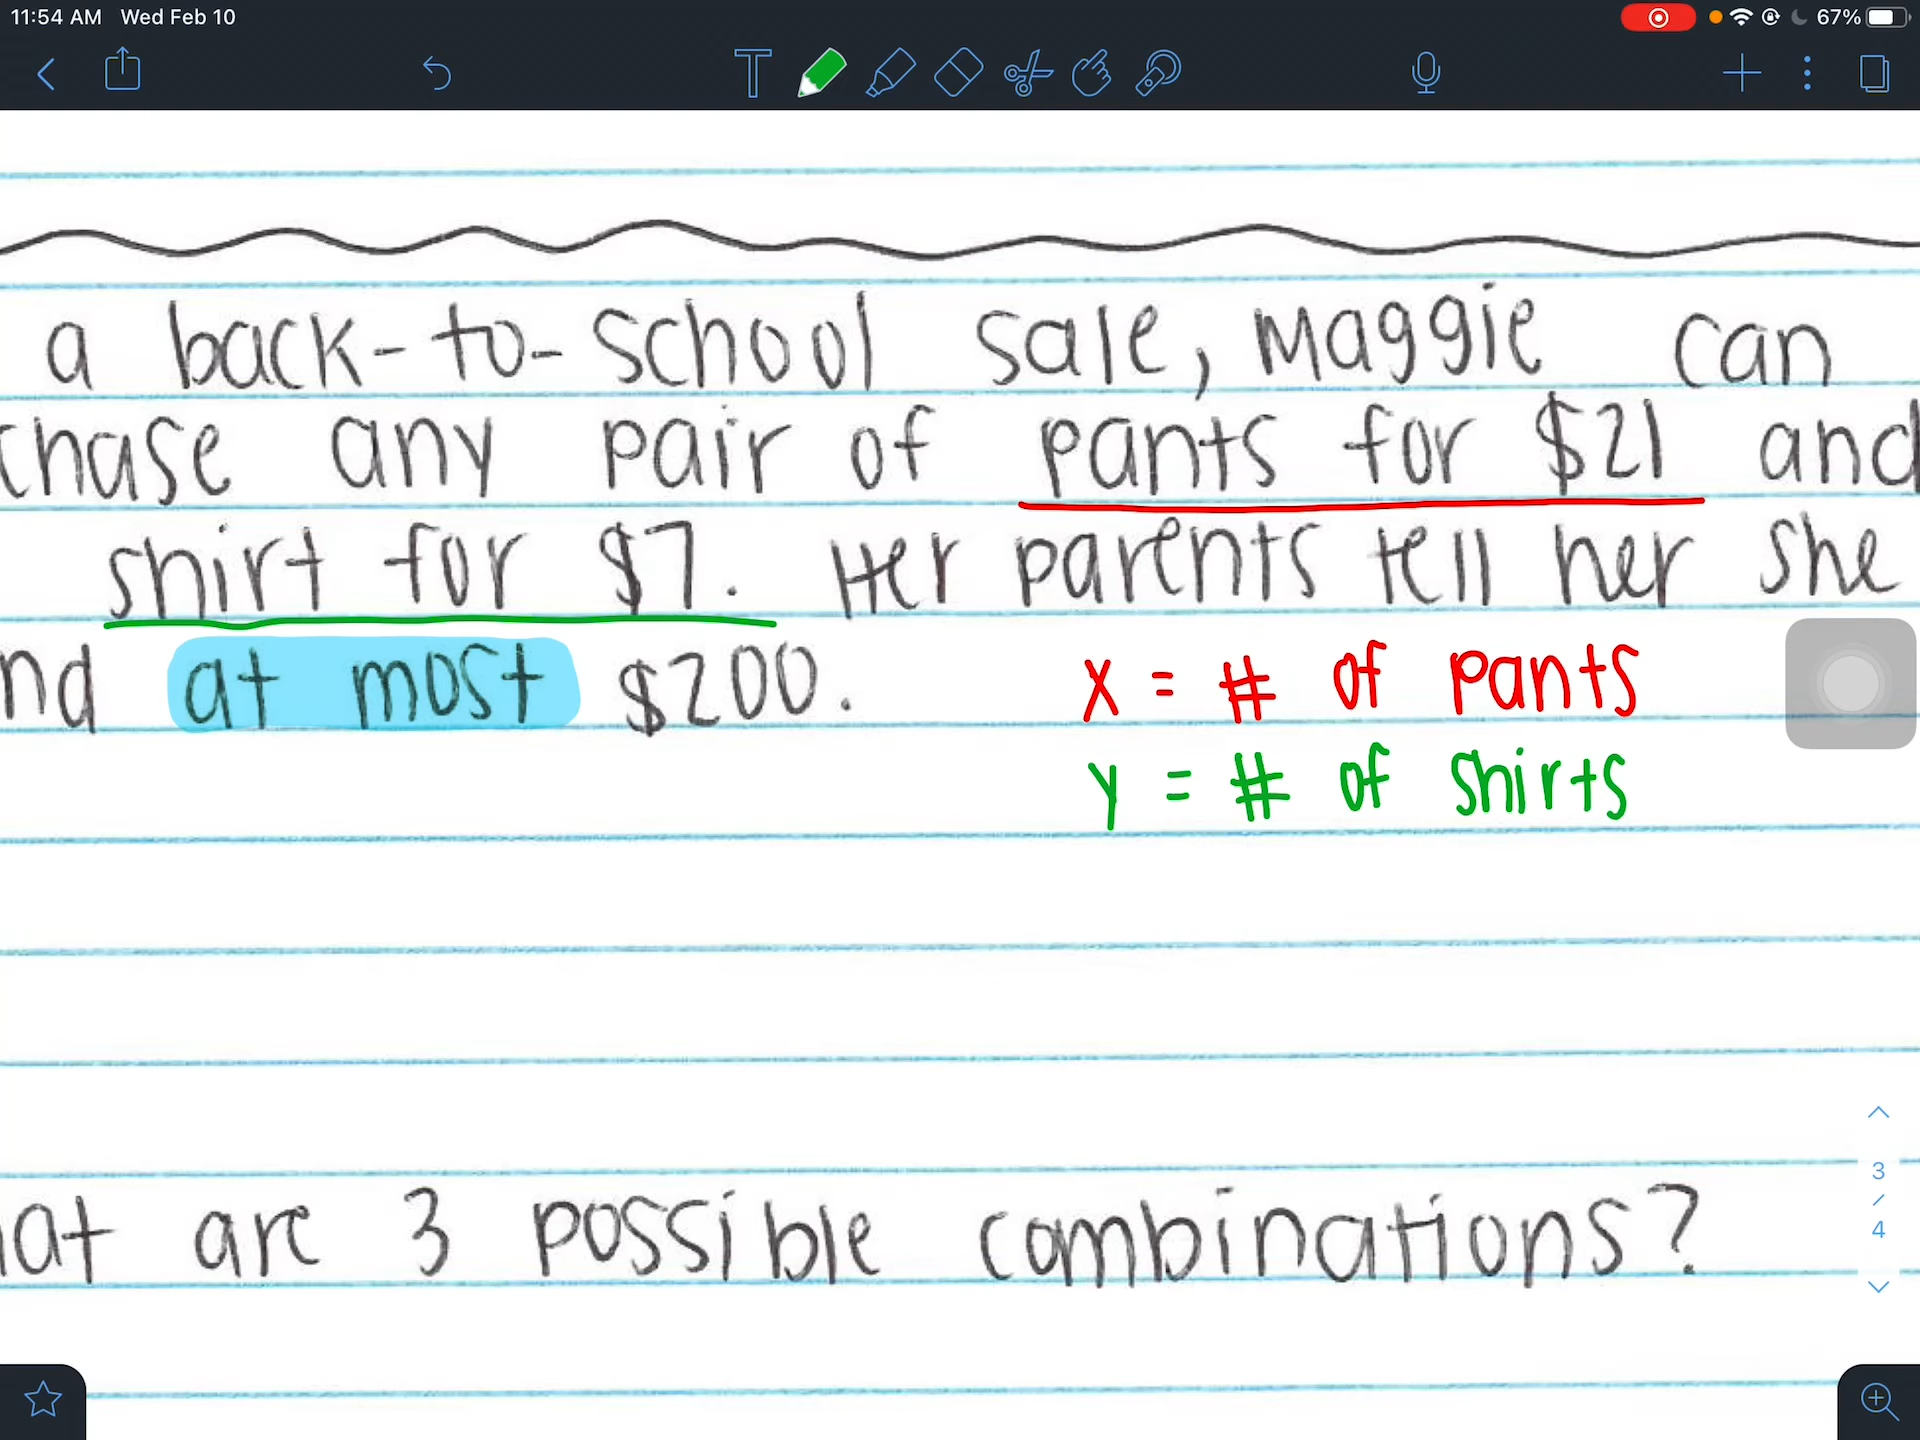 11:54 AM Wed Feb 10
67%
T
a back-to-school sale, Maggie can
chase any pair of pants for $21 and
shirt for $7. Her parents tell her she
nd at most $200.
x = # of pants
y = # of shirts
3
/
4
at are 3 possible combinations?